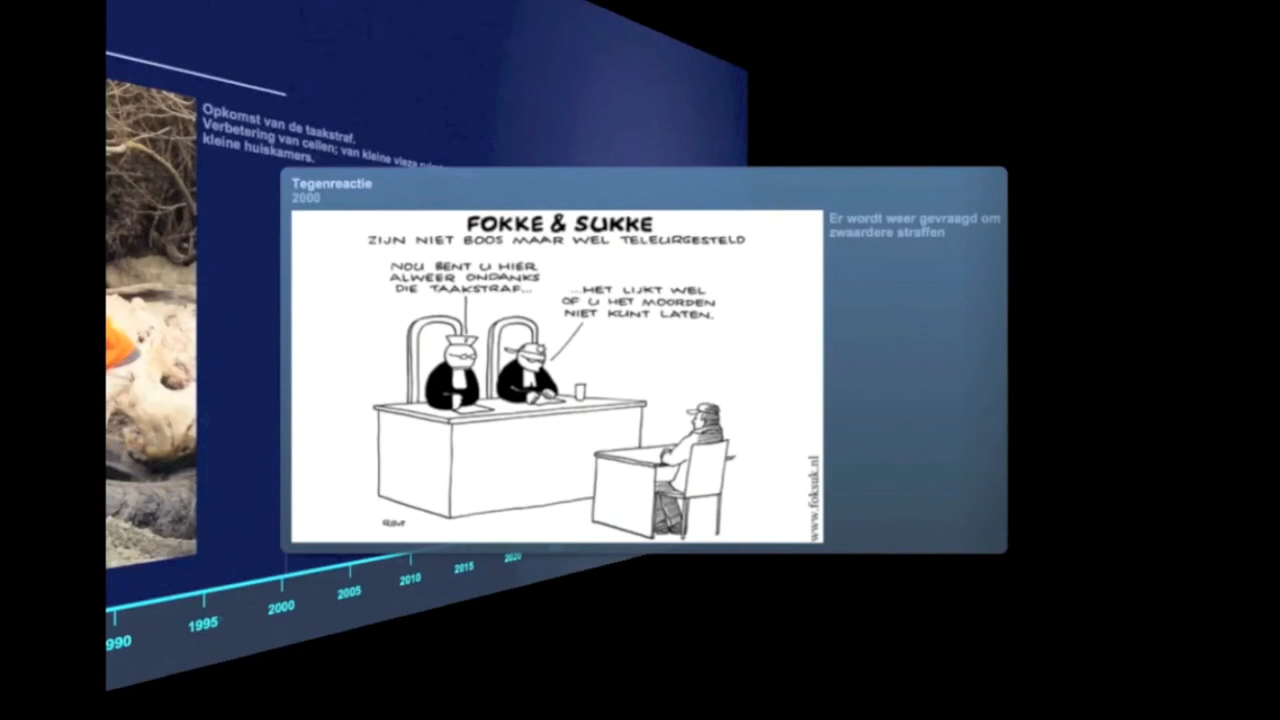 Opkomst van de taakstraf.
Verbetering van cellen; van kleine vieze
kleine huiskamers.
Tegenreactie
2000
FOKKE & SUKKE
ZIJN NIET BOOS MAAR WEL TELEURGESTELD
NOU BENT U HIER
ALWEER ONDANKS
DIE TAAKSTRAF...
...HET LIJKT WEL
OF U HET MOORDEN
NIET KUNT LATEN.
www.foksuk.nl
Er wordt weer gevraagd om
zwaardere straffen
990
1995
2000
2005
2010
2015
2020